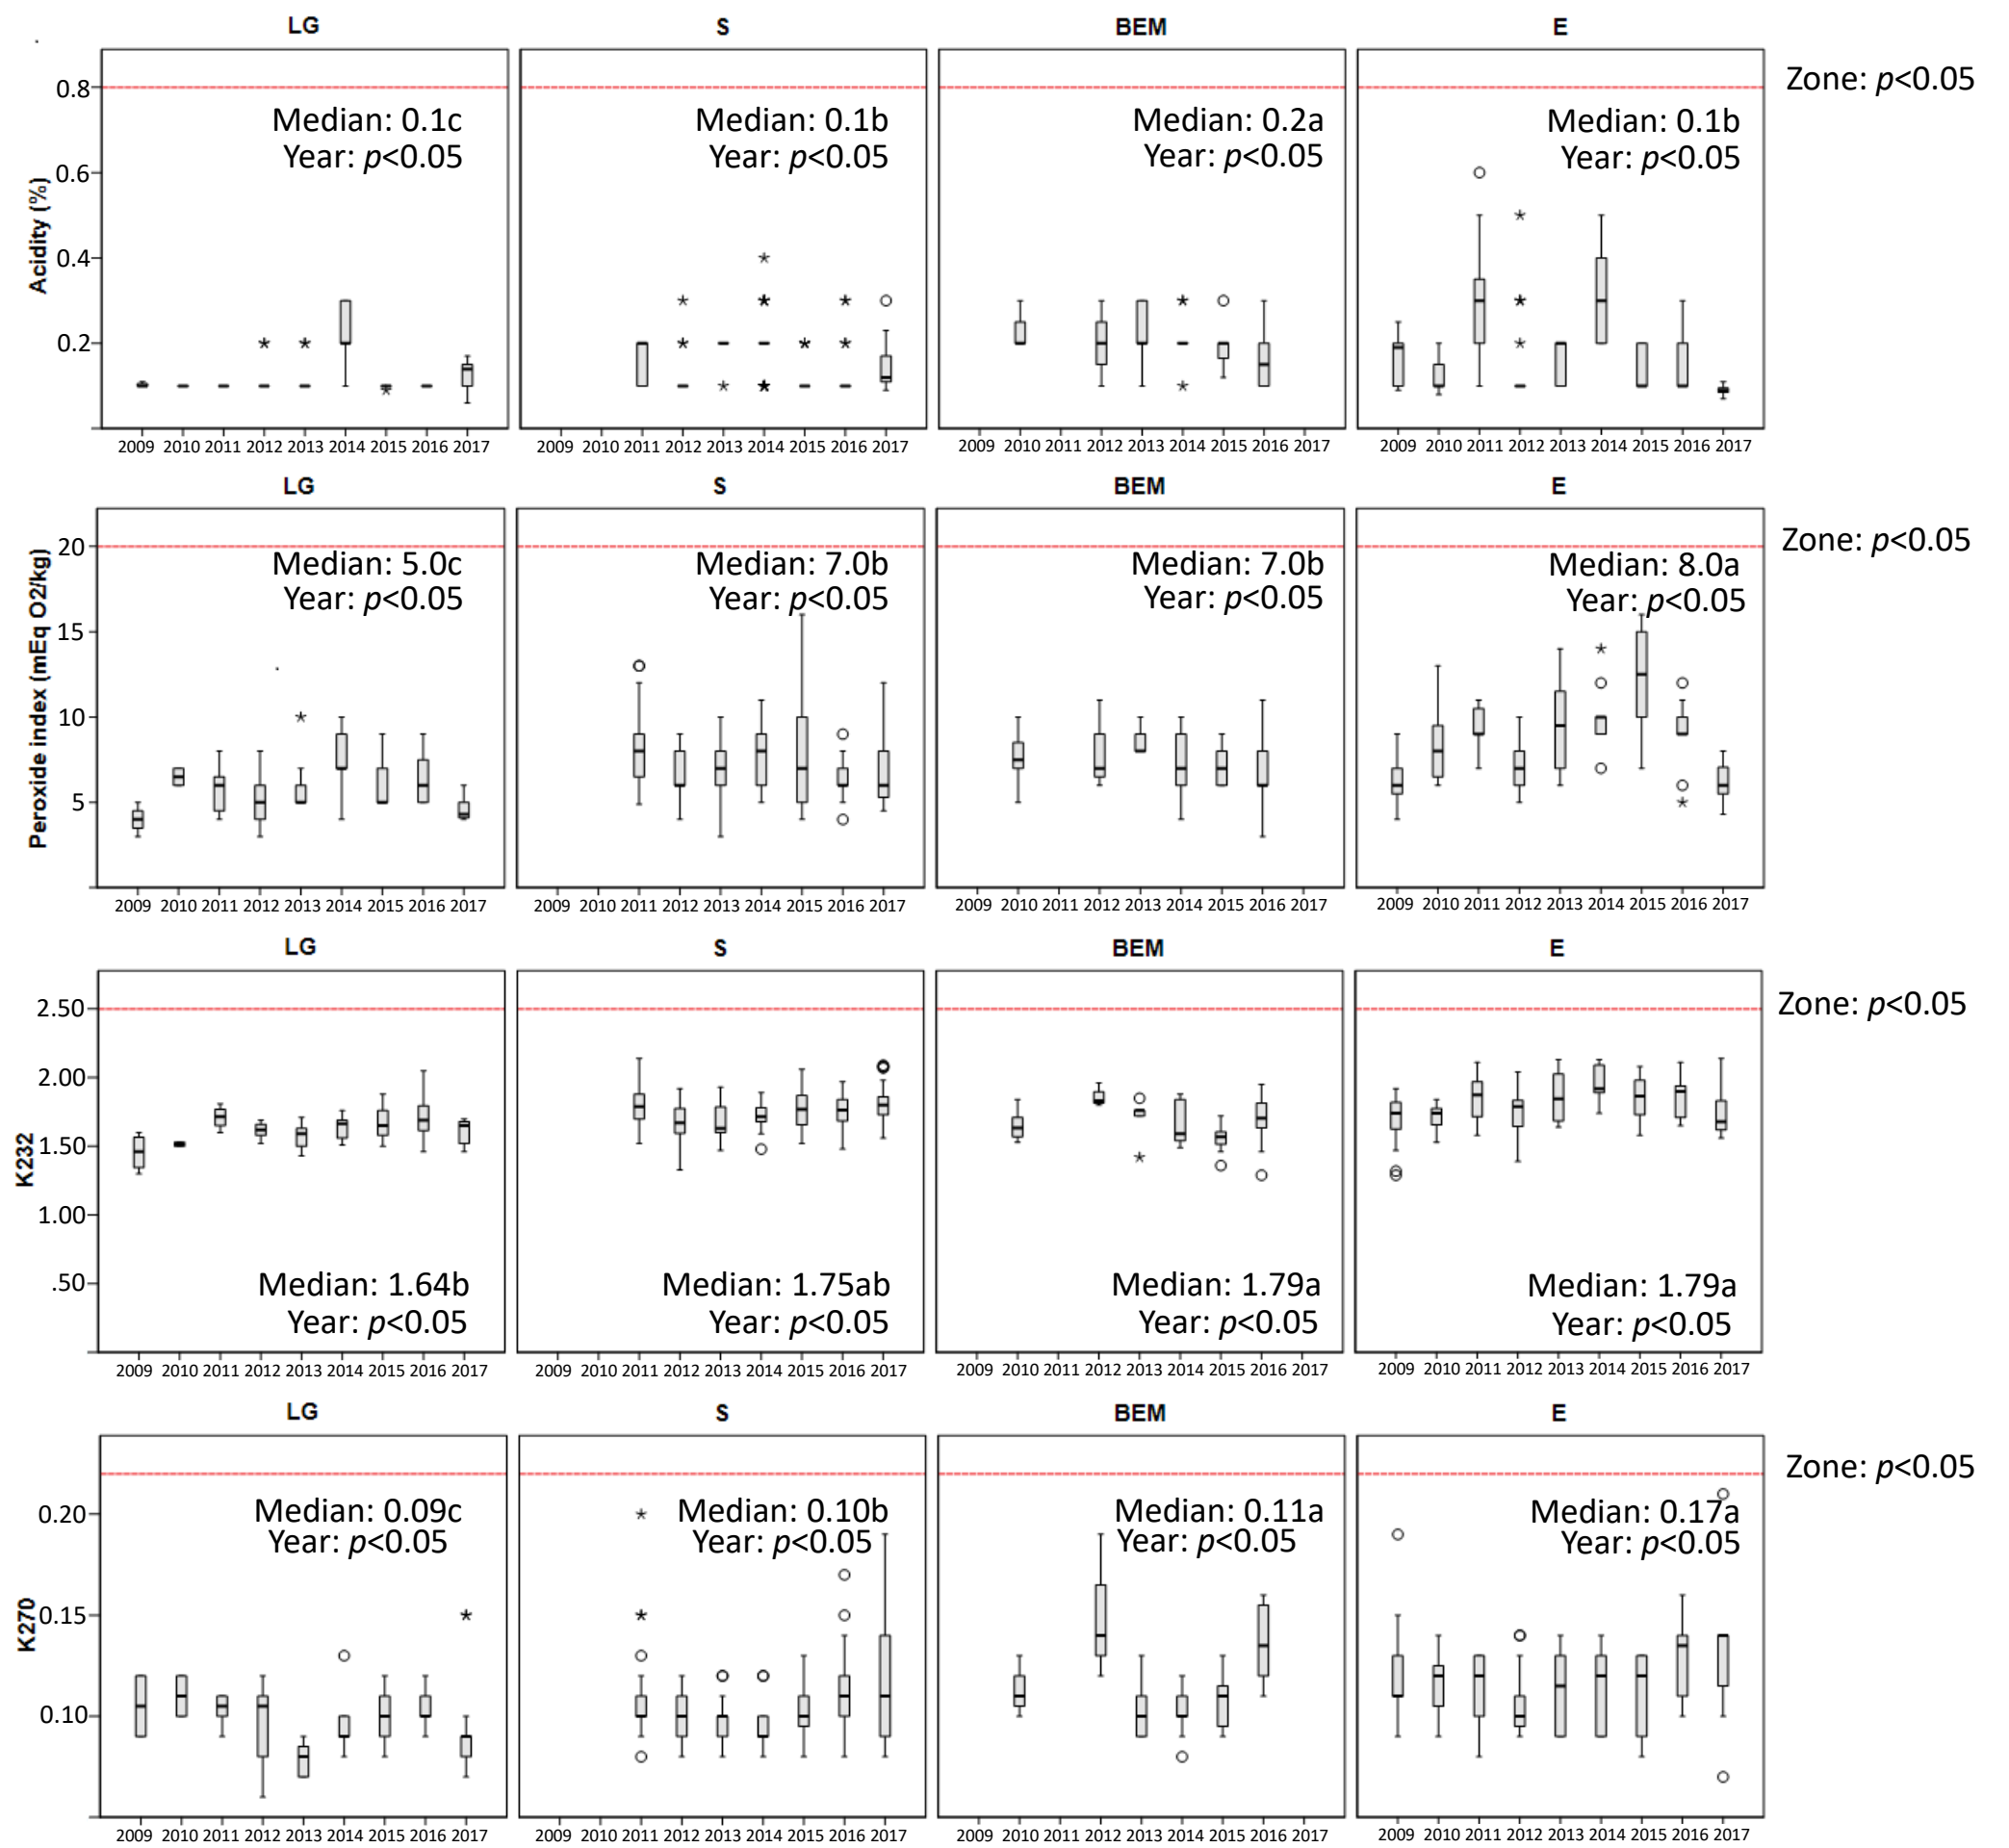 LG S BEM E
Zone: p<0.05
Acidity (%)
0.8
0.6
0.4
0.2
Median: 0.1c
Year: p<0.05
Median: 0.1b
Year: p<0.05
Median: 0.2a
Year: p<0.05
Median: 0.1b
Year: p<0.05
2009 2010 2011 2012 2013 2014 2015 2016 2017
2009 2010 2011 2012 2013 2014 2015 2016 2017
2009 2010 2011 2012 2013 2014 2015 2016 2017
2009 2010 2011 2012 2013 2014 2015 2016 2017
LG S BEM E
Zone: p<0.05
Peroxide index (mEq O2/kg)
20
15
10
5
Median: 5.0c
Year: p<0.05
Median: 7.0b
Year: p<0.05
Median: 7.0b
Year: p<0.05
Median: 8.0a
Year: p<0.05
2009 2010 2011 2012 2013 2014 2015 2016 2017
2009 2010 2011 2012 2013 2014 2015 2016 2017
2009 2010 2011 2012 2013 2014 2015 2016 2017
2009 2010 2011 2012 2013 2014 2015 2016 2017
LG S BEM E
Zone: p<0.05
K232
2.50
2.00
1.50
1.00
.50
Median: 1.64b
Year: p<0.05
Median: 1.75ab
Year: p<0.05
Median: 1.79a
Year: p<0.05
Median: 1.79a
Year: p<0.05
2009 2010 2011 2012 2013 2014 2015 2016 2017
2009 2010 2011 2012 2013 2014 2015 2016 2017
2009 2010 2011 2012 2013 2014 2015 2016 2017
2009 2010 2011 2012 2013 2014 2015 2016 2017
LG S BEM E
Zone: p<0.05
K270
0.20
0.15
0.10
Median: 0.09c
Year: p<0.05
Median: 0.10b
Year: p<0.05
Median: 0.11a
Year: p<0.05
Median: 0.17a
Year: p<0.05
2009 2010 2011 2012 2013 2014 2015 2016 2017
2009 2010 2011 2012 2013 2014 2015 2016 2017
2009 2010 2011 2012 2013 2014 2015 2016 2017
2009 2010 2011 2012 2013 2014 2015 2016 2017